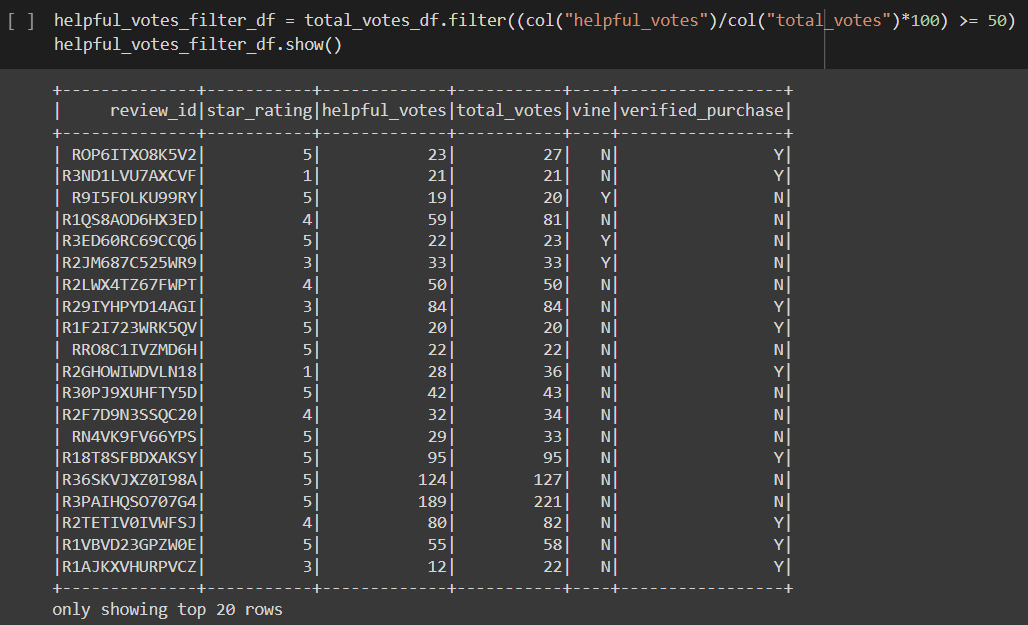 [ ] helpful_votes_filter_df = total_votes_df.filter((col("helpful_votes")/col("total_votes")*100) >= 50)
helpful_votes_filter_df.show()
+--------------+-----------+-------------+-----------+----+-----------------+
|     review_id|star_rating|helpful_votes|total_votes|vine|verified_purchase|
+--------------+-----------+-------------+-----------+----+-----------------+
| ROP6ITXO8K5V2|          5|           23|         27|   N|                Y|
|R3ND1LVU7AXCVF|          1|           21|         21|   N|                Y|
| R9I5FOLKU99RY|          5|           19|         20|   Y|                N|
|R1QS8AOD6HX3ED|          4|           59|         81|   N|                N|
|R3ED60RC69CCQ6|          5|           22|         23|   Y|                N|
|R2JM687C525WR9|          3|           33|         33|   Y|                N|
|R2LWX4TZ67FWPT|          4|           50|         50|   N|                N|
|R29IYHPYD14AGI|          3|           84|         84|   N|                Y|
|R1F2I723WRK5QV|          5|           20|         20|   N|                Y|
| RRO8C1IVZMD6H|          5|           22|         22|   N|                N|
|R2GHOWIWDVLN18|          1|           28|         36|   N|                Y|
|R30PJ9XUHFTY5D|          5|           42|         43|   N|                N|
|R2F7D9N3SSQC20|          4|           32|         34|   N|                N|
| RN4VK9FV66YPS|          5|           29|         33|   N|                N|
|R18T8SFBDXAKSY|          5|           95|         95|   N|                Y|
|R36SKVJXZ0I98A|          5|          124|        127|   N|                N|
|R3PAIHQSO707G4|          5|          189|        221|   N|                N|
|R2TETIV0IVWFSJ|          4|           80|         82|   N|                Y|
|R1VBVD23GPZW0E|          5|           55|         58|   N|                Y|
|R1AJKXVHURPVCZ|          3|           12|         22|   N|                Y|
+--------------+-----------+-------------+-----------+----+-----------------+
only showing top 20 rows